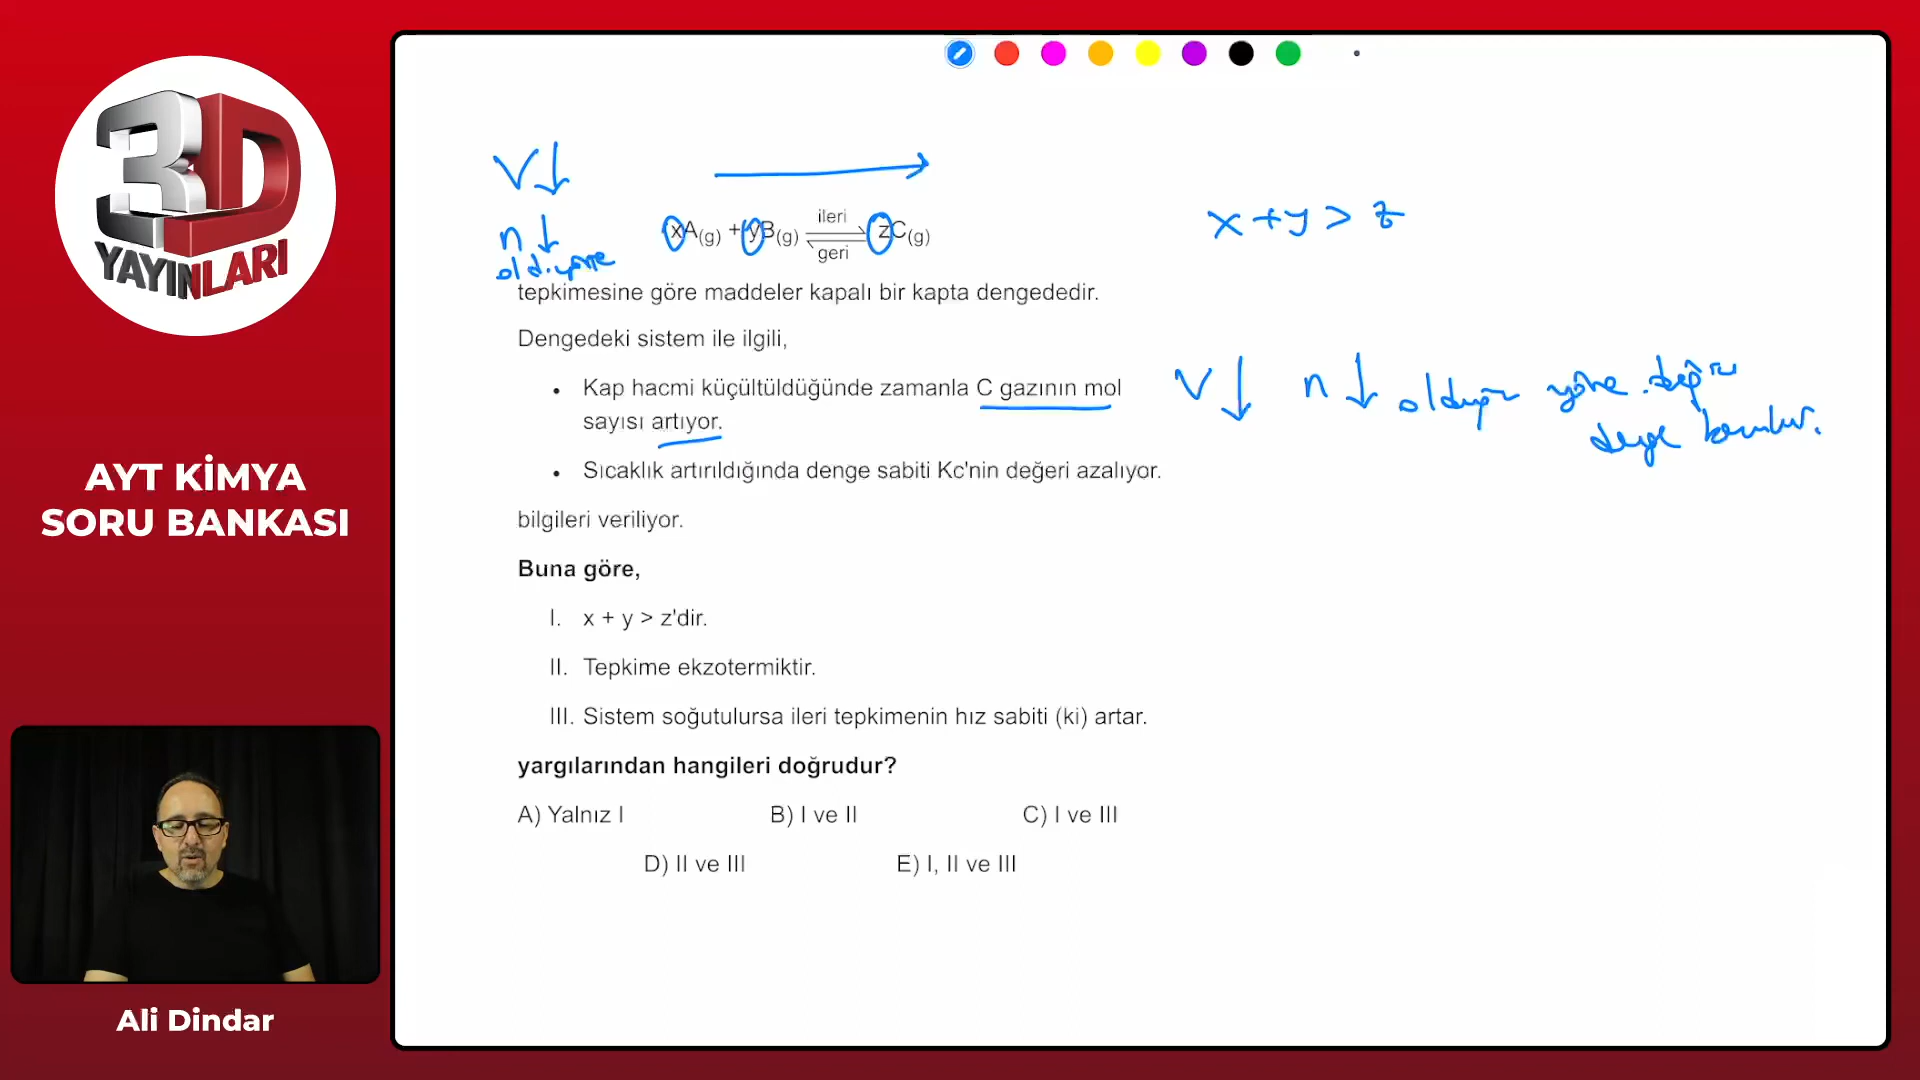 3D
YAYINLARI
AYT KİMYA
SORU BANKASI
Ali Dindar
V↓
n↓
xA(g) + yB(g) ileri geri zC(g)
x + y > z
tepkimesine göre maddeler kapalı bir kapta dengededir.
Dengedeki sistem ile ilgili,
• Kap hacmi küçültüldüğünde zamanla C gazının mol
sayısı artıyor.
V↓ n↓ olduğu yöne doğru
denge
• Sıcaklık artırıldığında denge sabiti Kc'nin değeri azalıyor.
bilgileri veriliyor.
Buna göre,
I. x + y > z'dir.
II. Tepkime ekzotermiktir.
III. Sistem soğutulursa ileri tepkimenin hız sabiti (ki) artar.
yargılarından hangileri doğrudur?
A) Yalnız I B) I ve II C) I ve III
D) II ve III E) I, II ve III